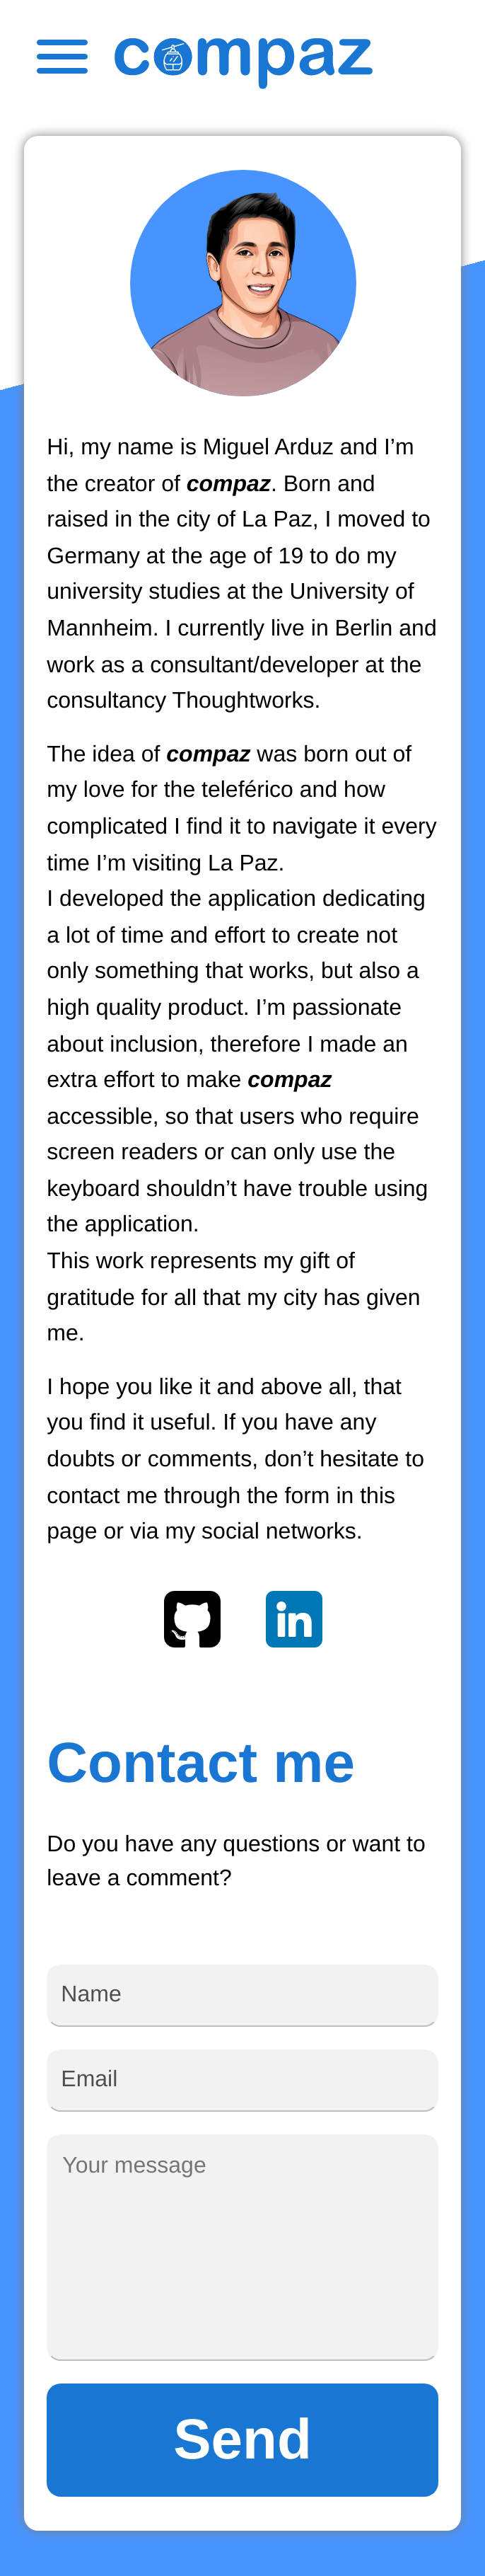 compaz
Hi, my name is Miguel Arduz and I’m
the creator of compaz. Born and
raised in the city of La Paz, I moved to
Germany at the age of 19 to do my
university studies at the University of
Mannheim. I currently live in Berlin and
work as a consultant/developer at the
consultancy Thoughtworks.
The idea of compaz was born out of
my love for the teleférico and how
complicated I find it to navigate it every
time I’m visiting La Paz.
I developed the application dedicating
a lot of time and effort to create not
only something that works, but also a
high quality product. I’m passionate
about inclusion, therefore I made an
extra effort to make compaz
accessible, so that users who require
screen readers or can only use the
keyboard shouldn’t have trouble using
the application.
This work represents my gift of
gratitude for all that my city has given
me.
I hope you like it and above all, that
you find it useful. If you have any
doubts or comments, don’t hesitate to
contact me through the form in this
page or via my social networks.
in
Contact me
Do you have any questions or want to
leave a comment?
Name
Email
Your message
Send